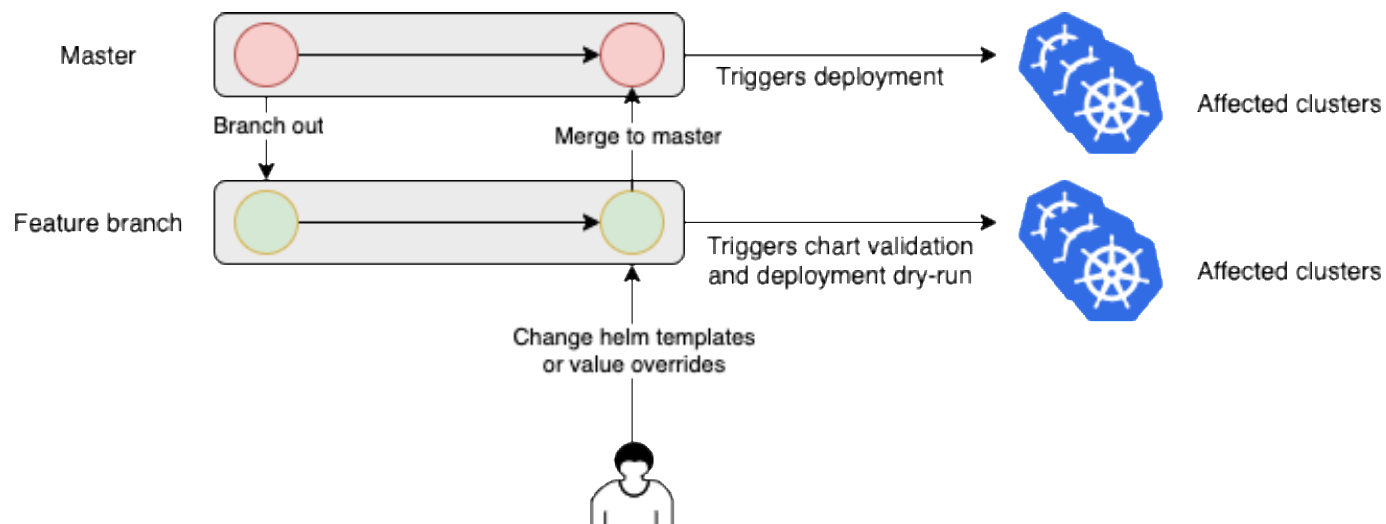 Master
Triggers deployment
Affected clusters
Branch out
Merge to master
Feature branch
Triggers chart validation
and deployment dry-run
Affected clusters
Change helm templates
or value overrides